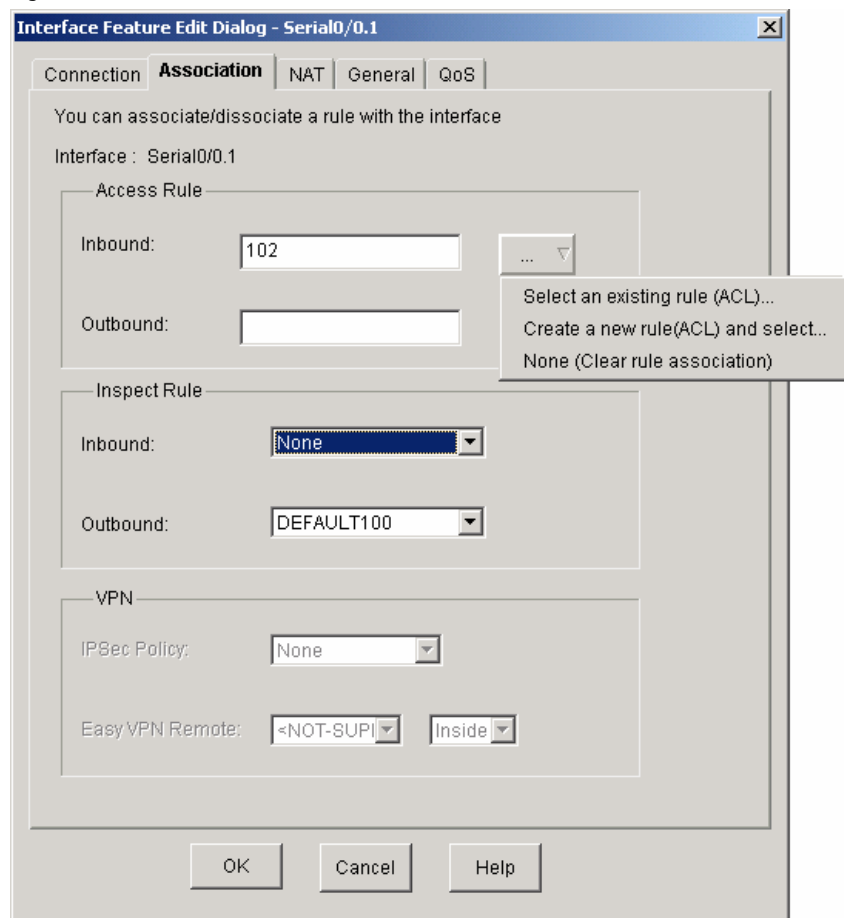 Interface Feature Edit Dialog - Serial0/0.1
Connection Association NAT General QoS
You can associate/dissociate a rule with the interface
Interface : Serial0/0.1
Access Rule
Inbound: 102 ...
Select an existing rule (ACL)...
Create a new rule(ACL) and select...
None (Clear rule association)
Outbound:
Inspect Rule
Inbound: None
Outbound: DEFAULT100
VPN
IPSec Policy: None
Easy VPN Remote: <NOT-SUPI Inside
OK Cancel Help